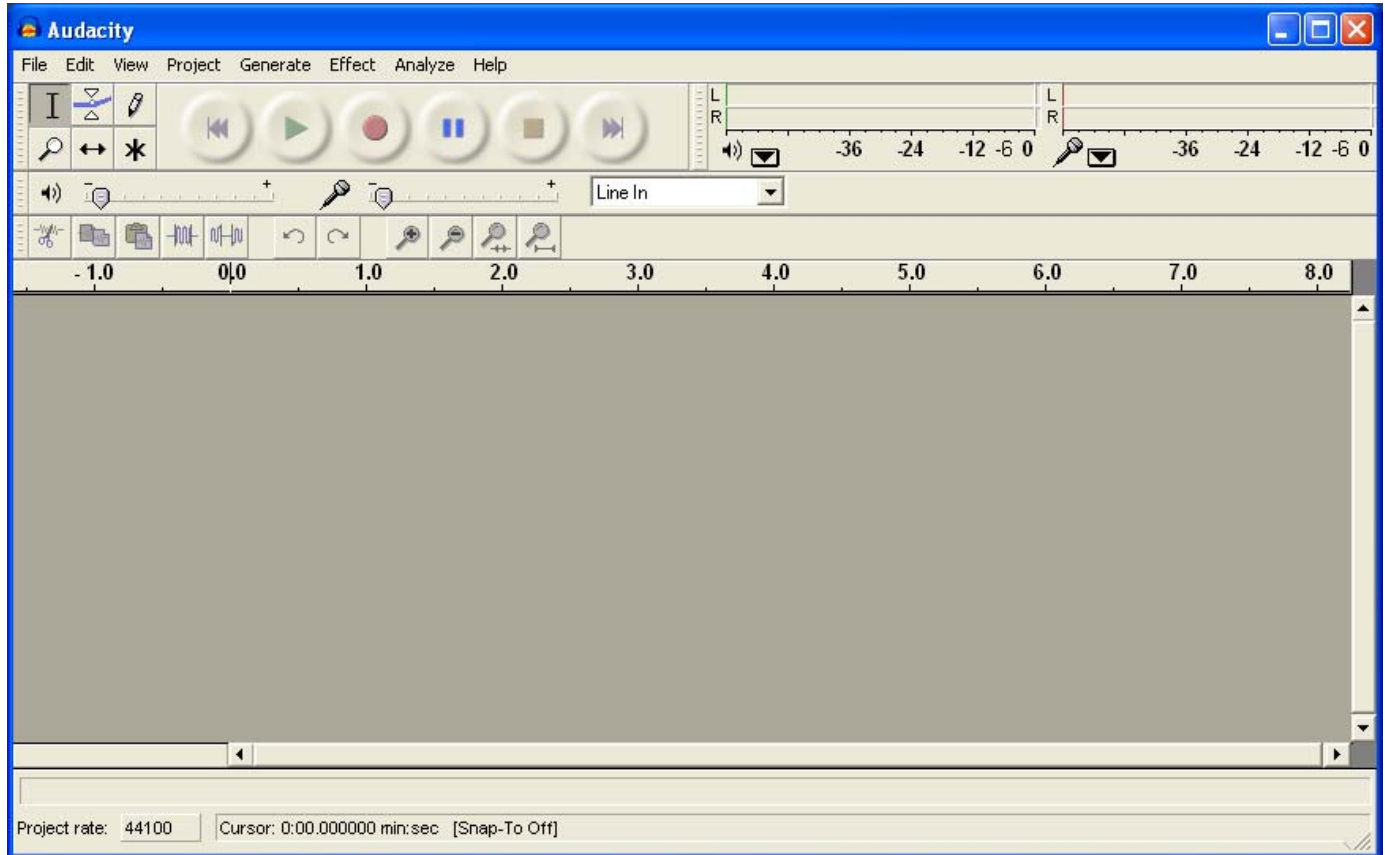 Audacity
File Edit View Project Generate Effect Analyze Help
L L
R R
-36 -24 -12 -6 0 -36 -24 -12 -6 0
- + - + Line In
- 1.0 0.0 1.0 2.0 3.0 4.0 5.0 6.0 7.0 8.0
Project rate: 44100 Cursor: 0:00.000000 min:sec [Snap-To Off]